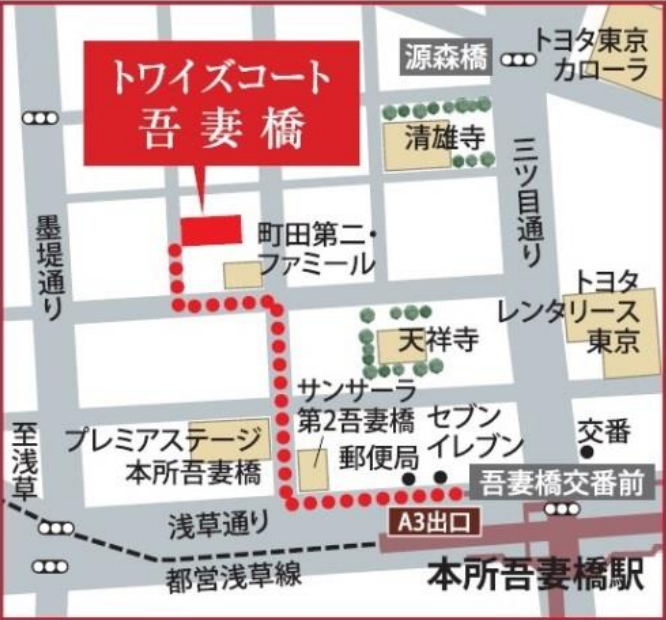 源森橋
トヨタ東京
カローラ
トワイズコート
吾妻橋
清雄寺
三ツ目通り
墨堤通り
町田第二・
ファミール
トヨタ
レンタリース
東京
天祥寺
サンサーラ
第2吾妻橋
セブン
イレブン
交番
至浅草
プレミアステージ
本所吾妻橋
郵便局
吾妻橋交番前
浅草通り
A3出口
都営浅草線
本所吾妻橋駅